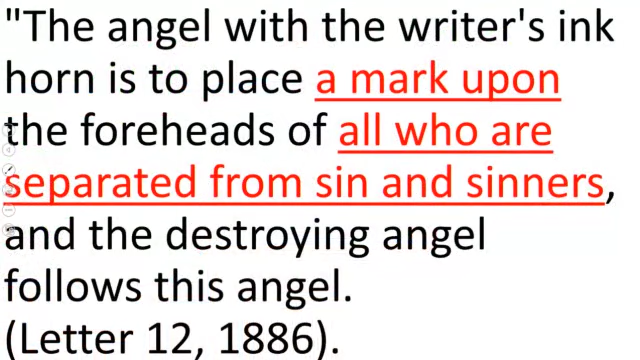 "The angel with the writer's ink
horn is to place a mark upon
the foreheads of all who are
separated from sin and sinners,
and the destroying angel
follows this angel.
(Letter 12, 1886).